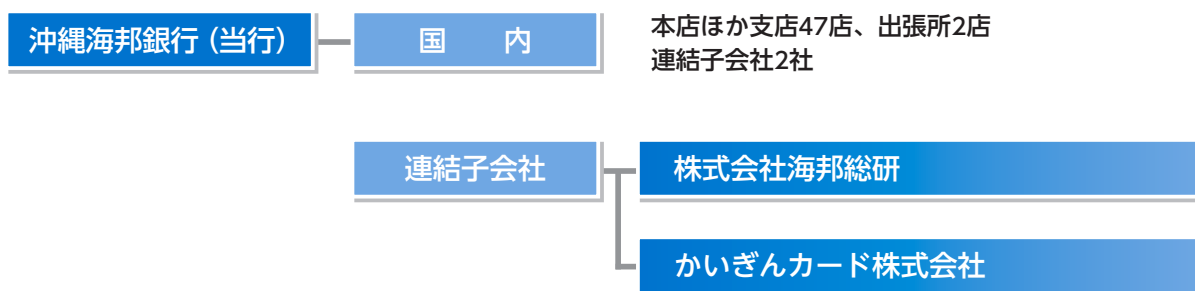 沖縄海邦銀行（当行）
国　内
本店ほか支店47店、出張所2店
連結子会社2社
連結子会社
株式会社海邦総研
かいぎんカード株式会社